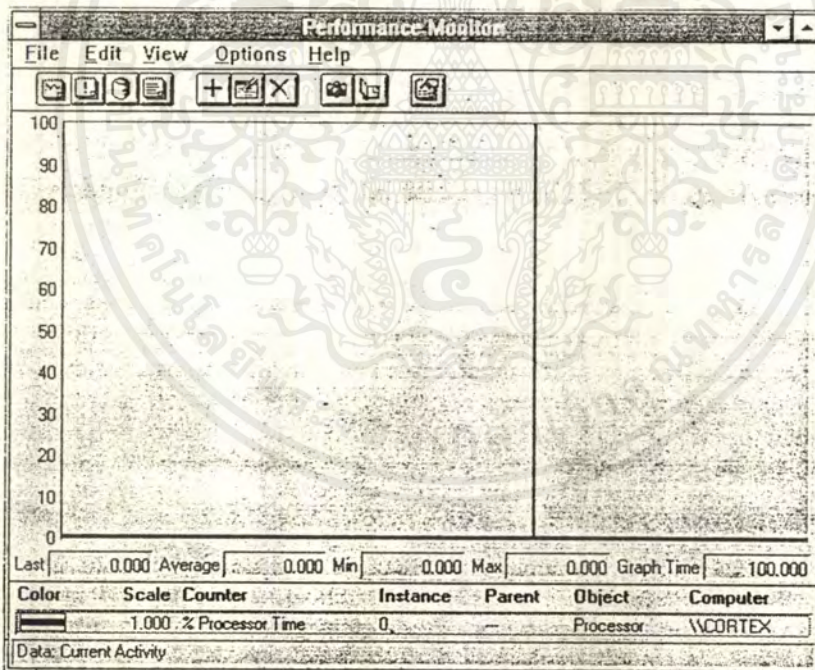 Performance Monitor
File Edit View Options Help
100
90
80
70
60
50
40
30
20
10
0
Last 0.000 Average 0.000 Min 0.000 Max 0.000 Graph Time 100.000
Color Scale Counter Instance Parent Object Computer
1.000 % Processor Time 0 --- Processor \\CORTEX
Data: Current Activity